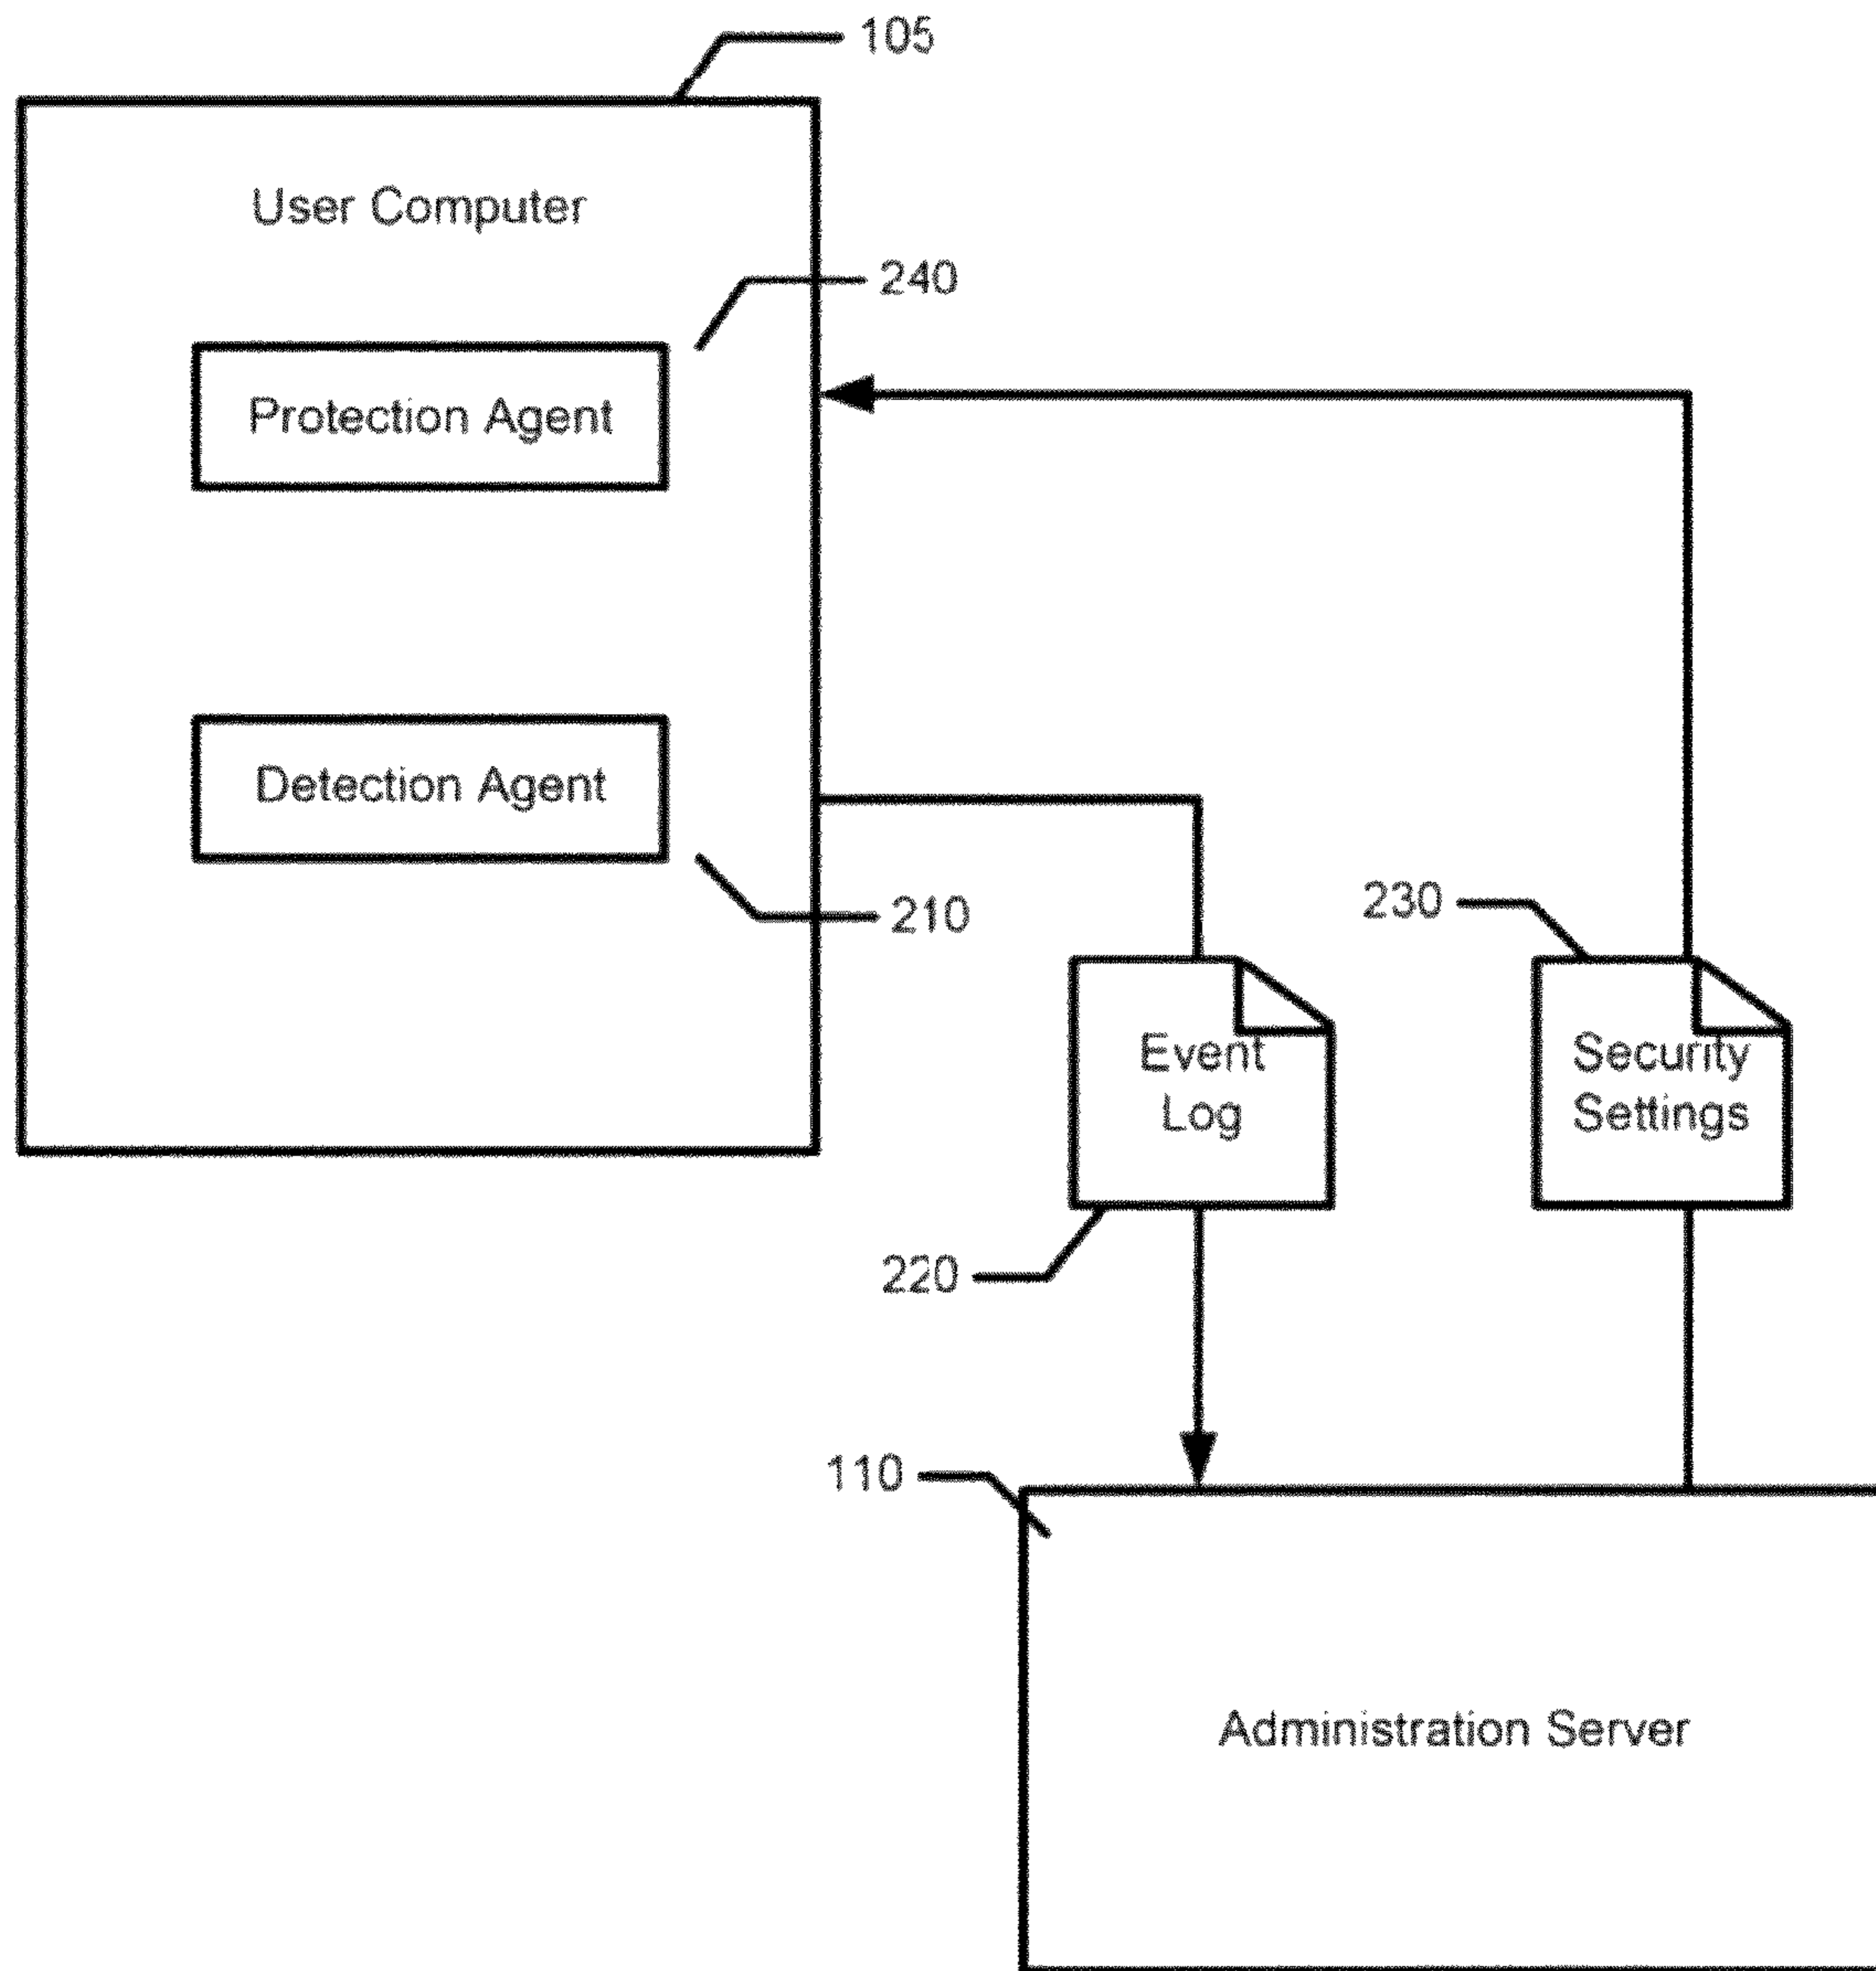 105
User Computer
240
Protection Agent
Detection Agent
210
230
Event
Log
Security
Settings
220
110
Administration Server